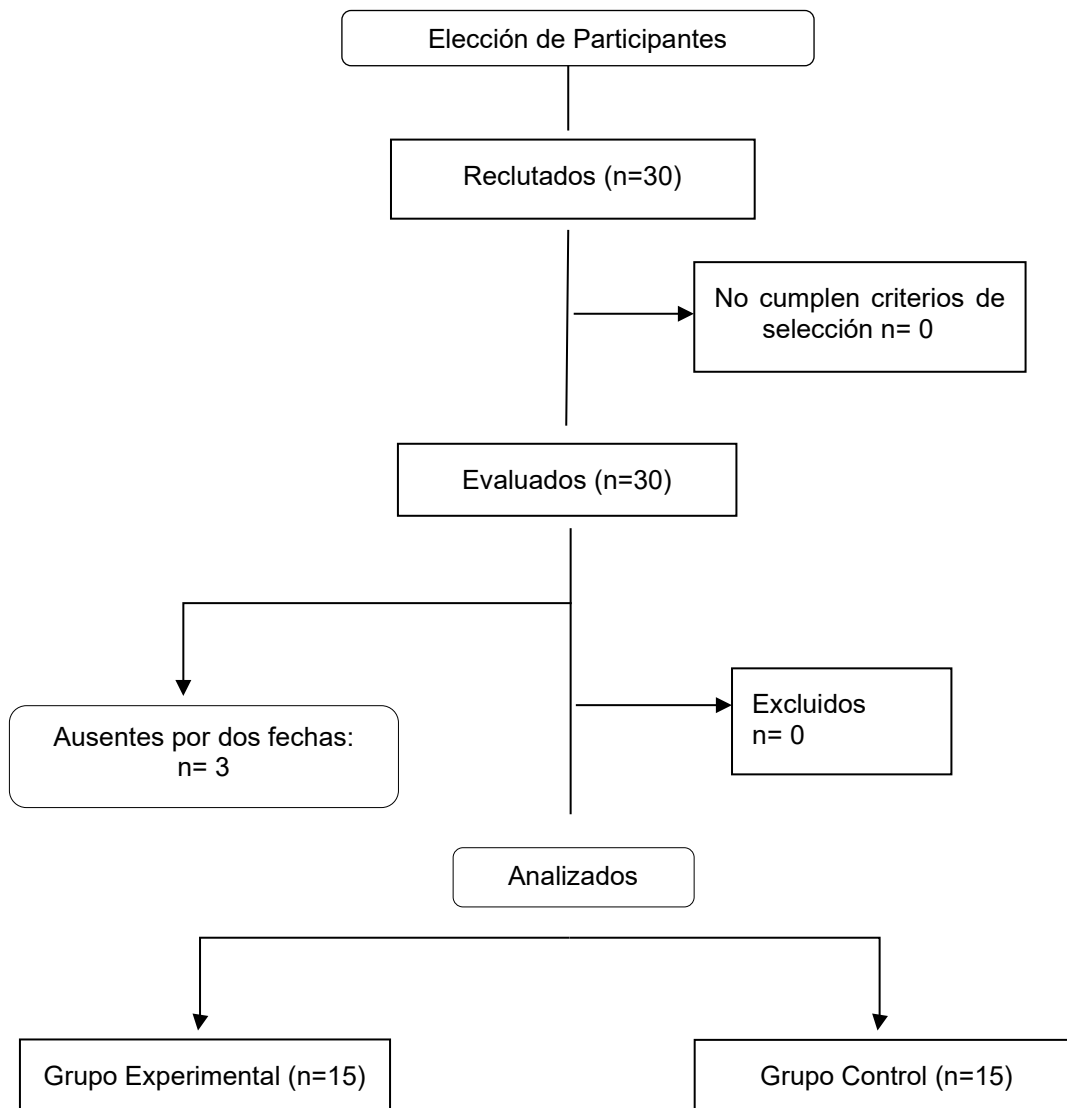 Elección de Participantes
Reclutados (n=30)
No cumplen criterios de
selección n= 0
Evaluados (n=30)
Ausentes por dos fechas:
n= 3
Excluidos
n= 0
Analizados
Grupo Experimental (n=15)
Grupo Control (n=15)